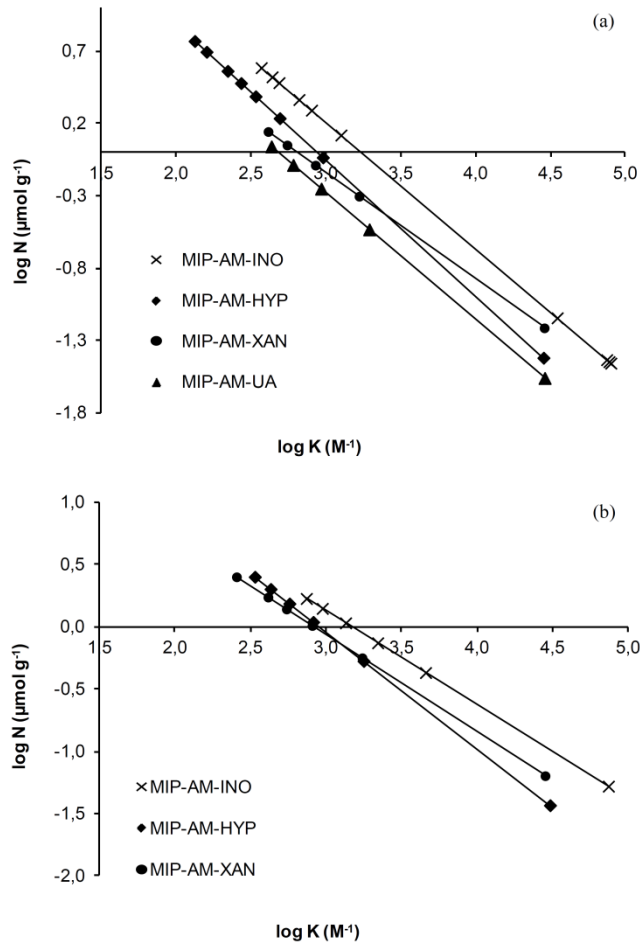 (a)
0,7
0,2
-0,3
-0,8
-1,3
-1,8
log N (µmol g⁻¹)
1,5 2,0 2,5 3,0 3,5 4,0 4,5 5,0
MIP-AM-INO
MIP-AM-HYP
MIP-AM-XAN
MIP-AM-UA
log K (M⁻¹)
(b)
1,0
0,5
0,0
-0,5
-1,0
-1,5
-2,0
log N (µmol g⁻¹)
1 5 2,0 2,5 3,0 3,5 4,0 4,5 5,0
MIP-AM-INO
MIP-AM-HYP
MIP-AM-XAN
log K (M⁻¹)